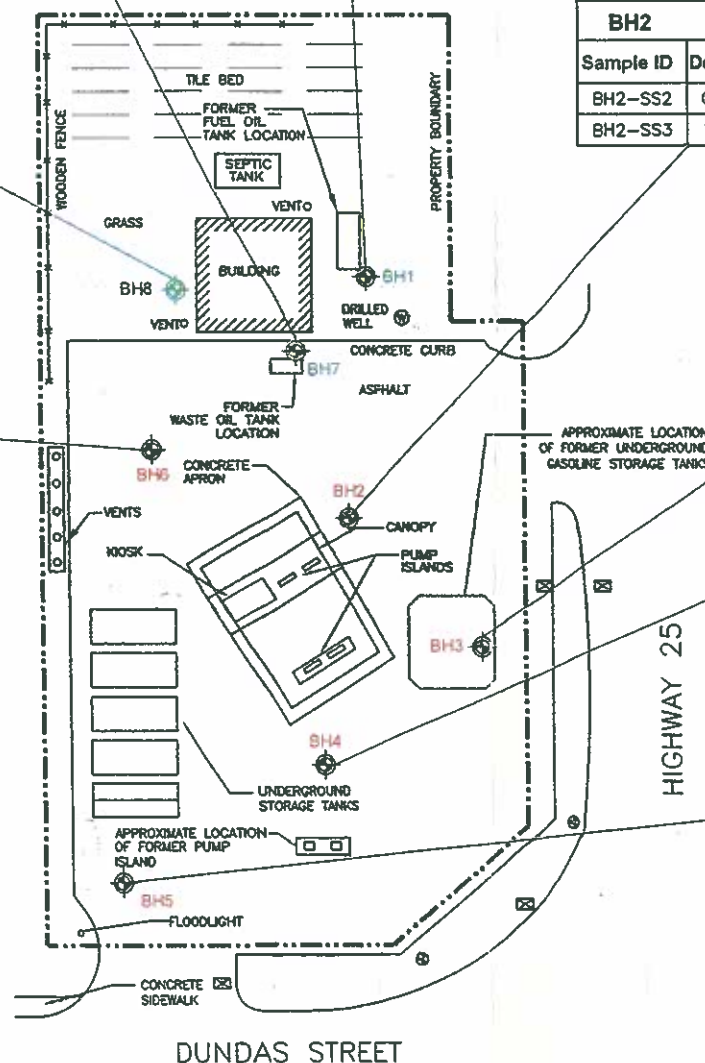 BH2
Sample ID
BH2-SS2
BH2-SS3
TILE BED
FORMER
FUEL OIL
TANK LOCATION
SEPTIC
TANK
WOODEN FENCE
PROPERTY BOUNDARY
VENT
GRASS
BUILDING
BH8
BH1
DRILLED
WELL
VENT
CONCRETE CURB
BH7
ASPHALT
FORMER
WASTE OIL TANK
LOCATION
APPROXIMATE LOCATION
OF FORMER UNDERGROUND
GASOLINE STORAGE TANKS
BH6
CONCRETE
APRON
BH2
VENTS
CANOPY
KIOSK
PUMP
ISLANDS
BH3
HIGHWAY 25
BH4
UNDERGROUND
STORAGE TANKS
APPROXIMATE LOCATION
OF FORMER PUMP
ISLAND
BH5
FLOODLIGHT
CONCRETE
SIDEWALK
DUNDAS STREET